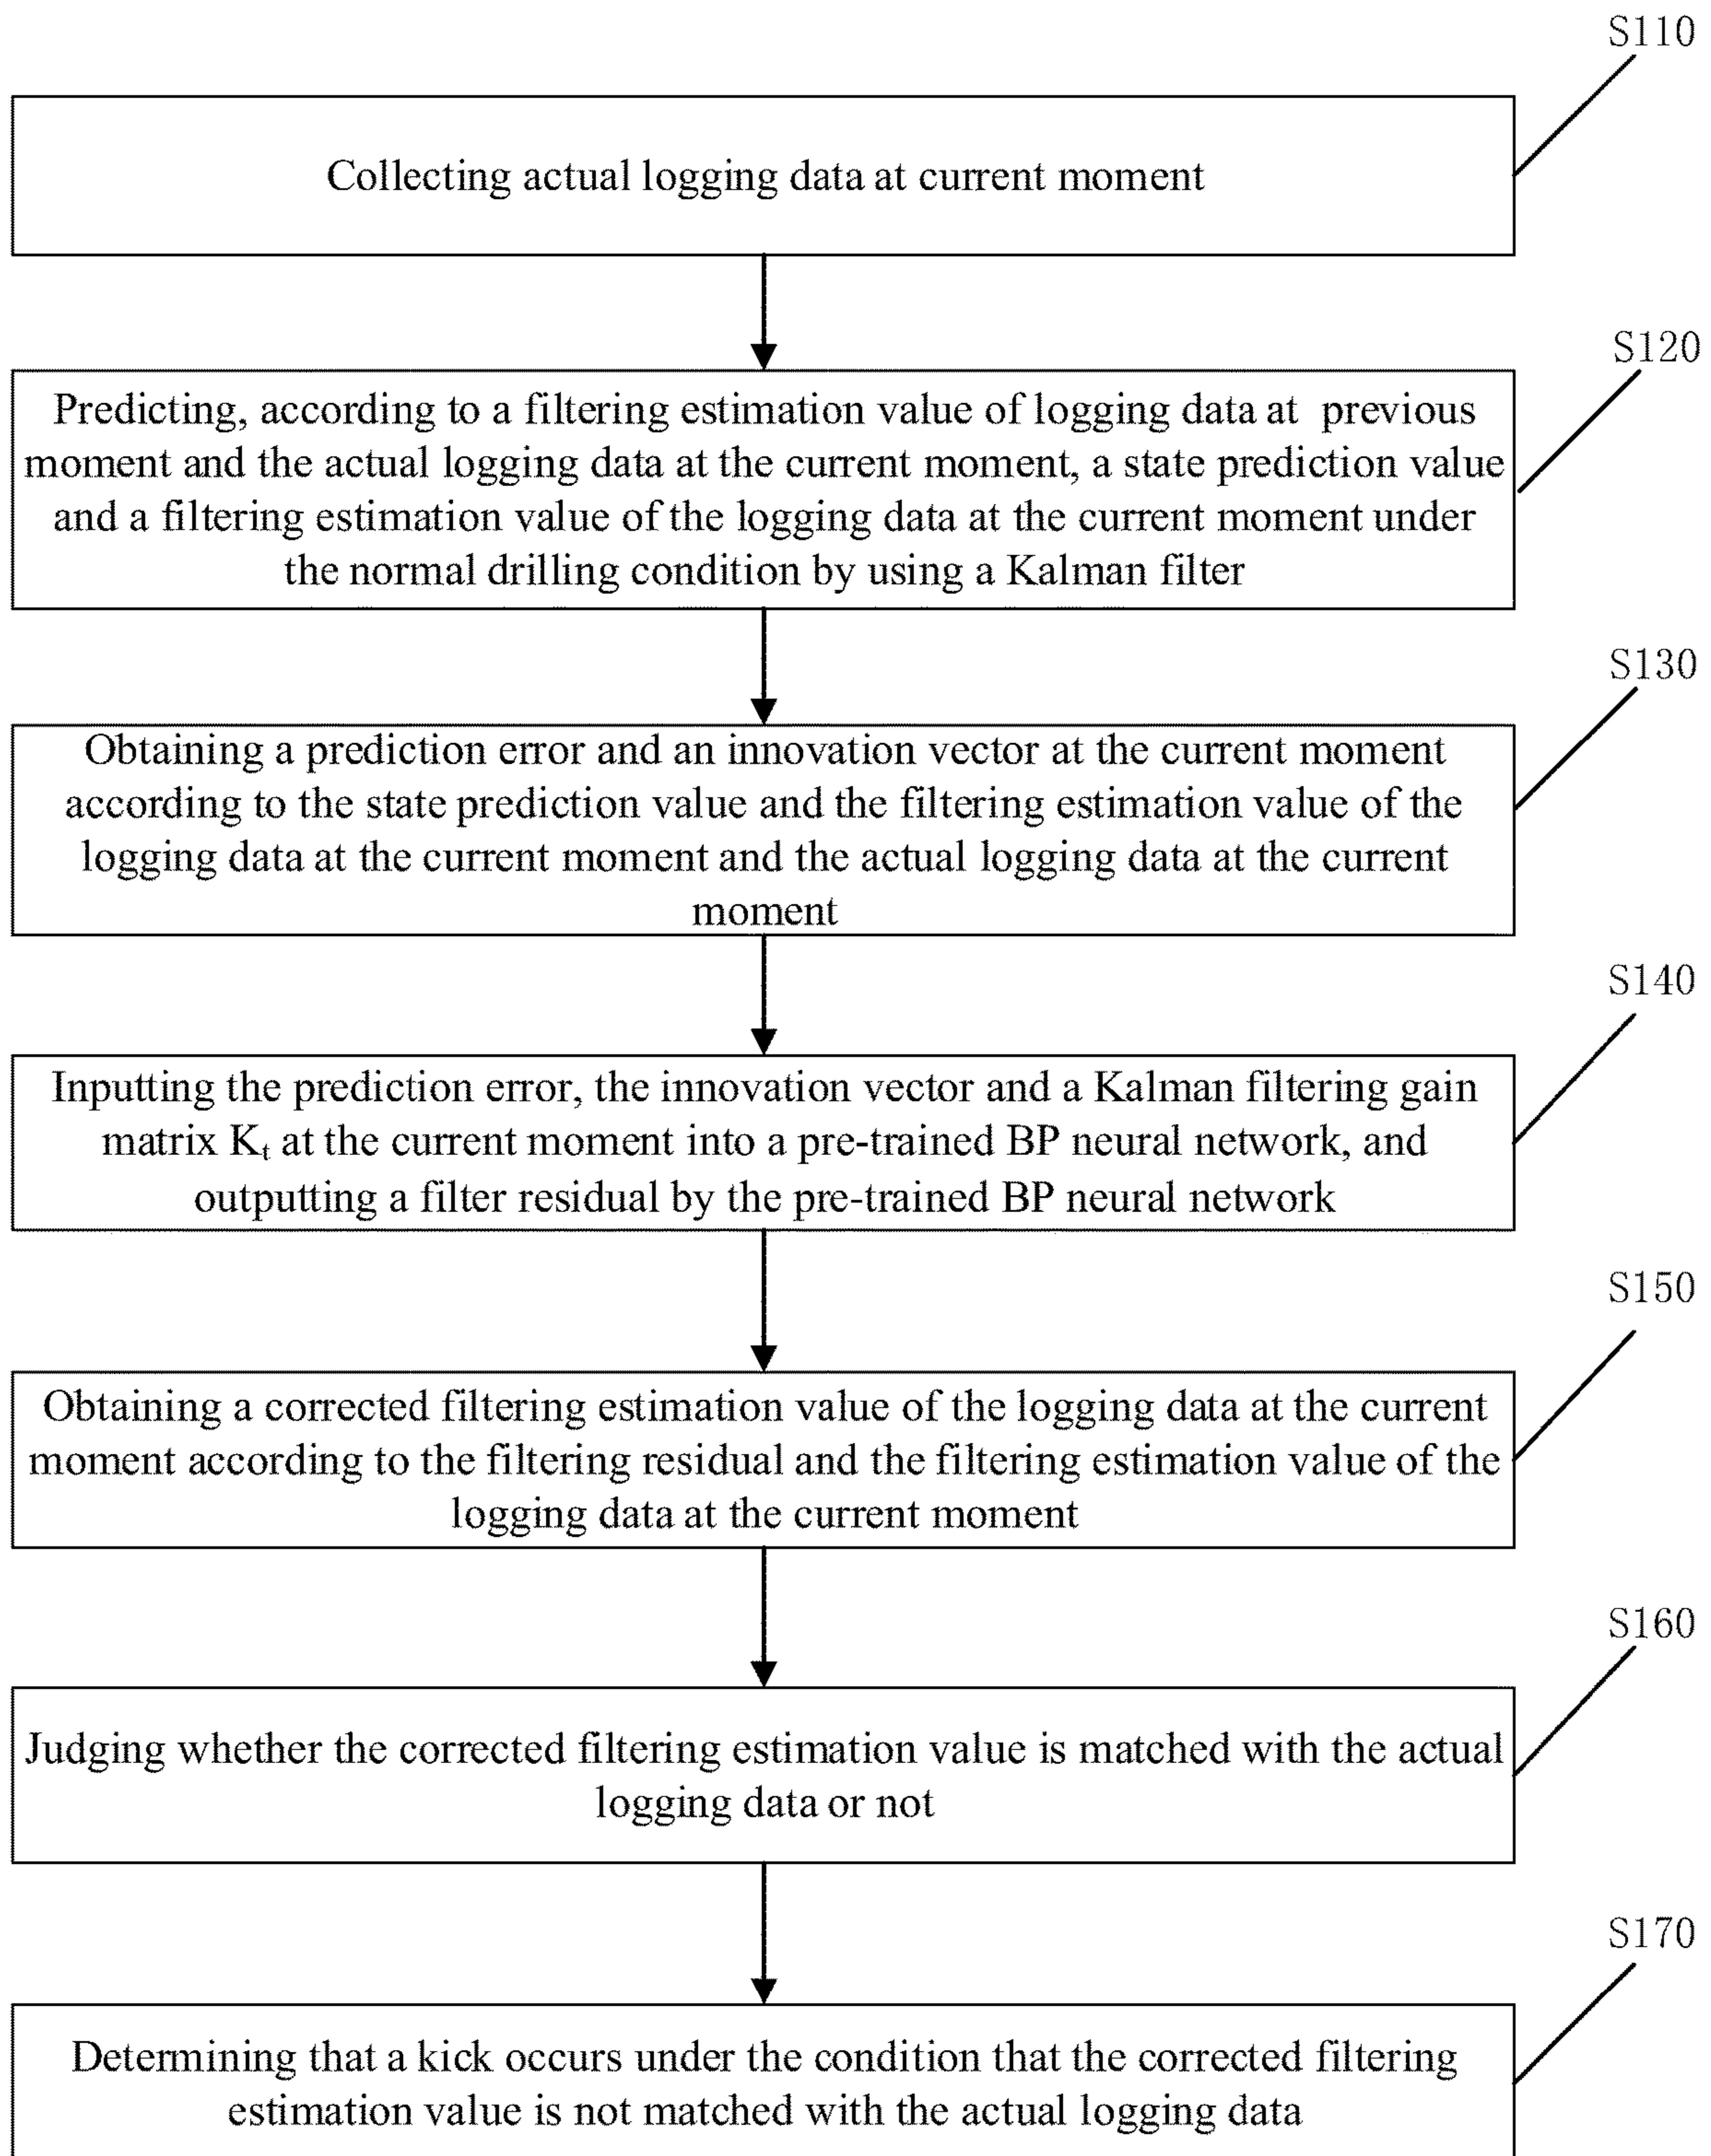 S110
Collecting actual logging data at current moment
S120
Predicting, according to a filtering estimation value of logging data at previous
moment and the actual logging data at the current moment, a state prediction value
and a filtering estimation value of the logging data at the current moment under
the normal drilling condition by using a Kalman filter
S130
Obtaining a prediction error and an innovation vector at the current moment
according to the state prediction value and the filtering estimation value of the
logging data at the current moment and the actual logging data at the current
moment
S140
Inputting the prediction error, the innovation vector and a Kalman filtering gain
matrix Kₜ at the current moment into a pre-trained BP neural network, and
outputting a filter residual by the pre-trained BP neural network
S150
Obtaining a corrected filtering estimation value of the logging data at the current
moment according to the filtering residual and the filtering estimation value of the
logging data at the current moment
S160
Judging whether the corrected filtering estimation value is matched with the actual
logging data or not
S170
Determining that a kick occurs under the condition that the corrected filtering
estimation value is not matched with the actual logging data